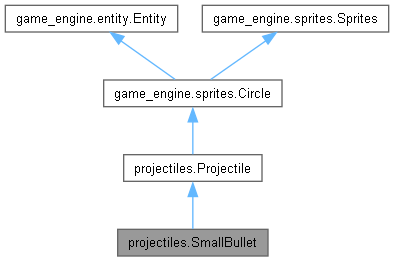 game_engine.entity.Entity
game_engine.sprites.Sprites
game_engine.sprites.Circle
projectiles.Projectile
projectiles.SmallBullet